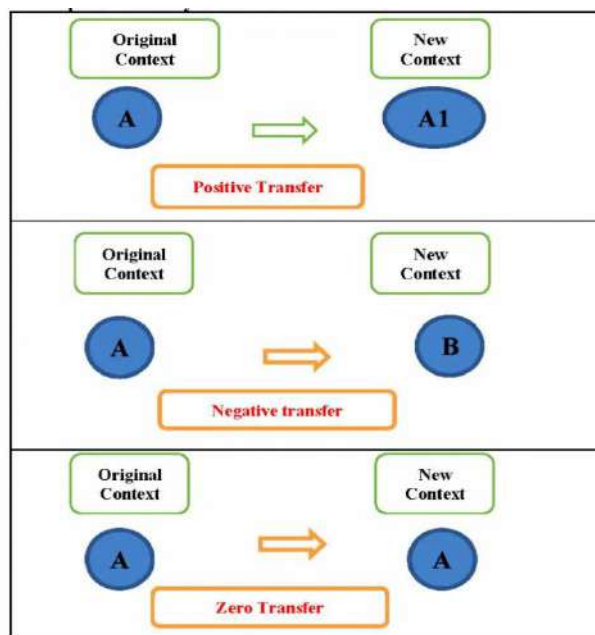 Original
Context
New
Context
A
A1
Positive Transfer
Original
Context
New
Context
A
B
Negative transfer
Original
Context
New
Context
A
A
Zero Transfer